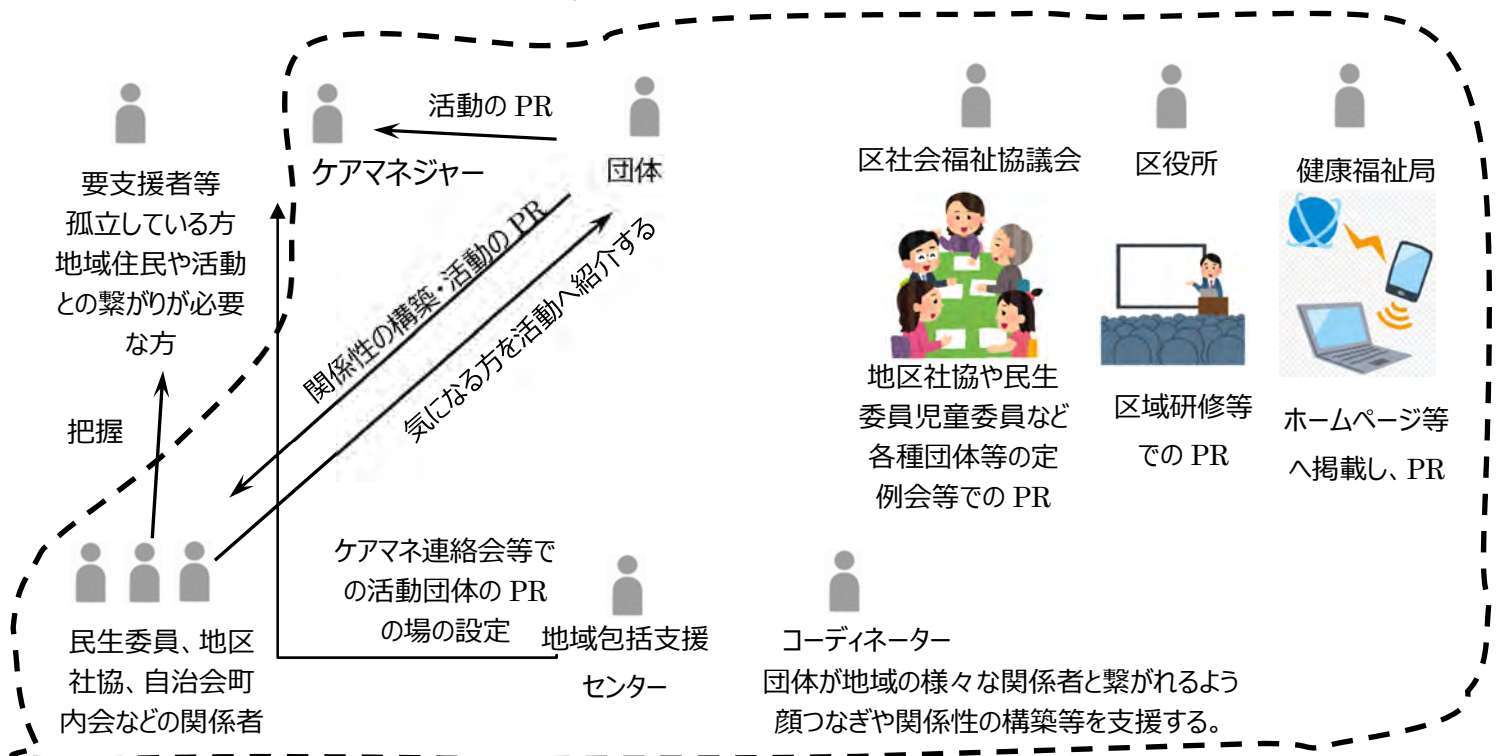 活動の PR
ケアマネジャー
団体
区社会福祉協議会
区役所
健康福祉局
要支援者等
孤立している方
地域住民や活動
との繋がりが必要
な方
関係性の構築・活動の PR
気になる方を活動へ紹介する
地区社協や民生
委員児童委員など
各種団体等の定
例会等での PR
区域研修等
での PR
ホームページ等
へ掲載し、PR
把握
ケアマネ連絡会等で
の活動団体の PR
の場の設定
民生委員、地区
社協、自治会町
内会などの関係者
地域包括支援
センター
コーディネーター
団体が地域の様々な関係者と繋がれるよう
顔つなぎや関係性の構築等を支援する。